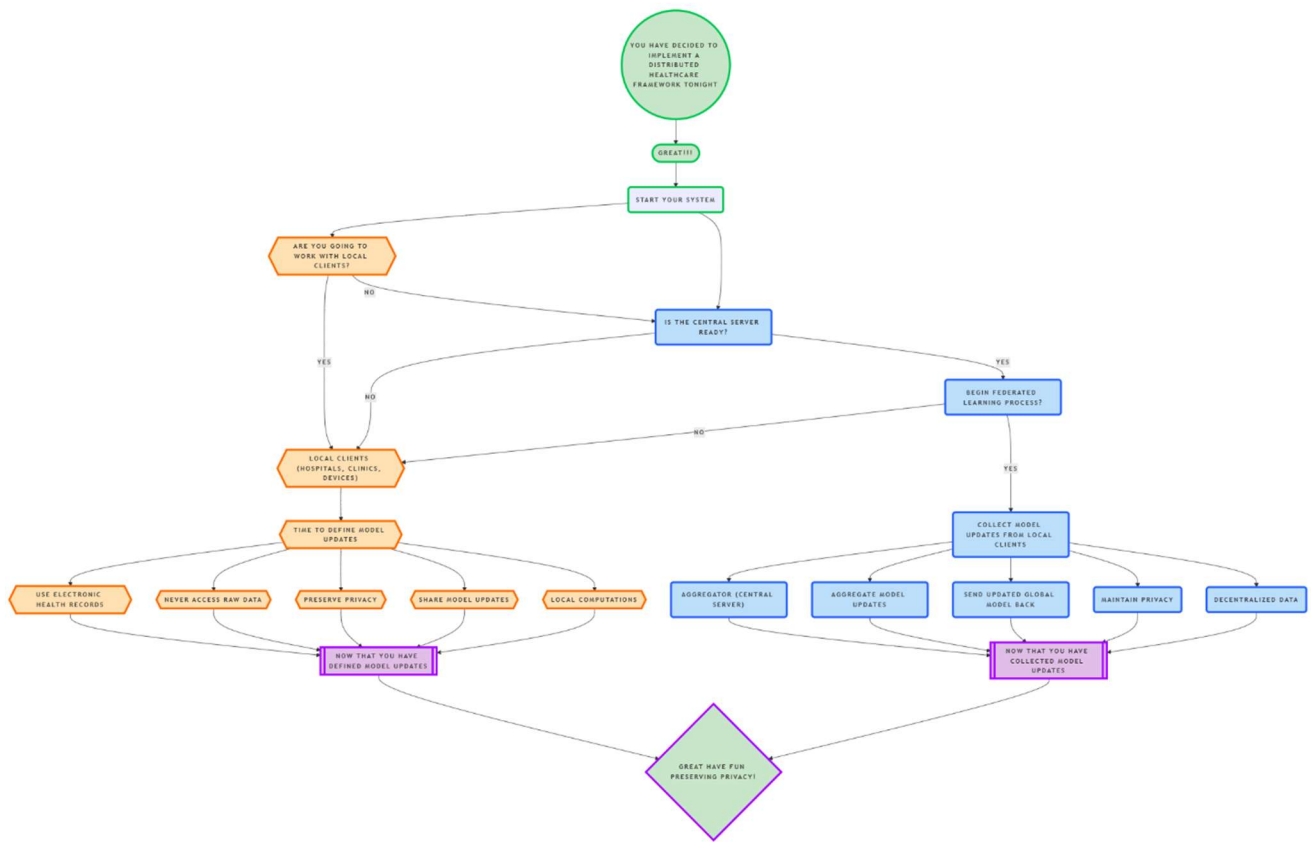 YOU HAVE DECIDED TO
IMPLEMENT A
DISTRIBUTED
HEALTHCARE
FRAMEWORK TONIGHT
GREAT!!!
START YOUR SYSTEM
ARE YOU GOING TO
WORK WITH LOCAL
CLIENTS?
NO
IS THE CENTRAL SERVER
READY?
YES
YES
NO
BEGIN FEDERATED
LEARNING PROCESS?
NO
LOCAL CLIENTS
(HOSPITALS, CLINICS,
DEVICES)
YES
TIME TO DEFINE MODEL
UPDATES
COLLECT MODEL
UPDATES FROM LOCAL
CLIENTS
USE ELECTRONIC
HEALTH RECORDS
NEVER ACCESS RAW DATA
PRESERVE PRIVACY
SHARE MODEL UPDATES
LOCAL COMPUTATIONS
AGGREGATOR (CENTRAL
SERVER)
AGGREGATE MODEL
UPDATES
SEND UPDATED GLOBAL
MODEL BACK
MAINTAIN PRIVACY
DECENTRALIZED DATA
NOW THAT YOU HAVE
DEFINED MODEL UPDATES
NOW THAT YOU HAVE
COLLECTED MODEL
UPDATES
GREAT HAVE FUN
PRESERVING PRIVACY!